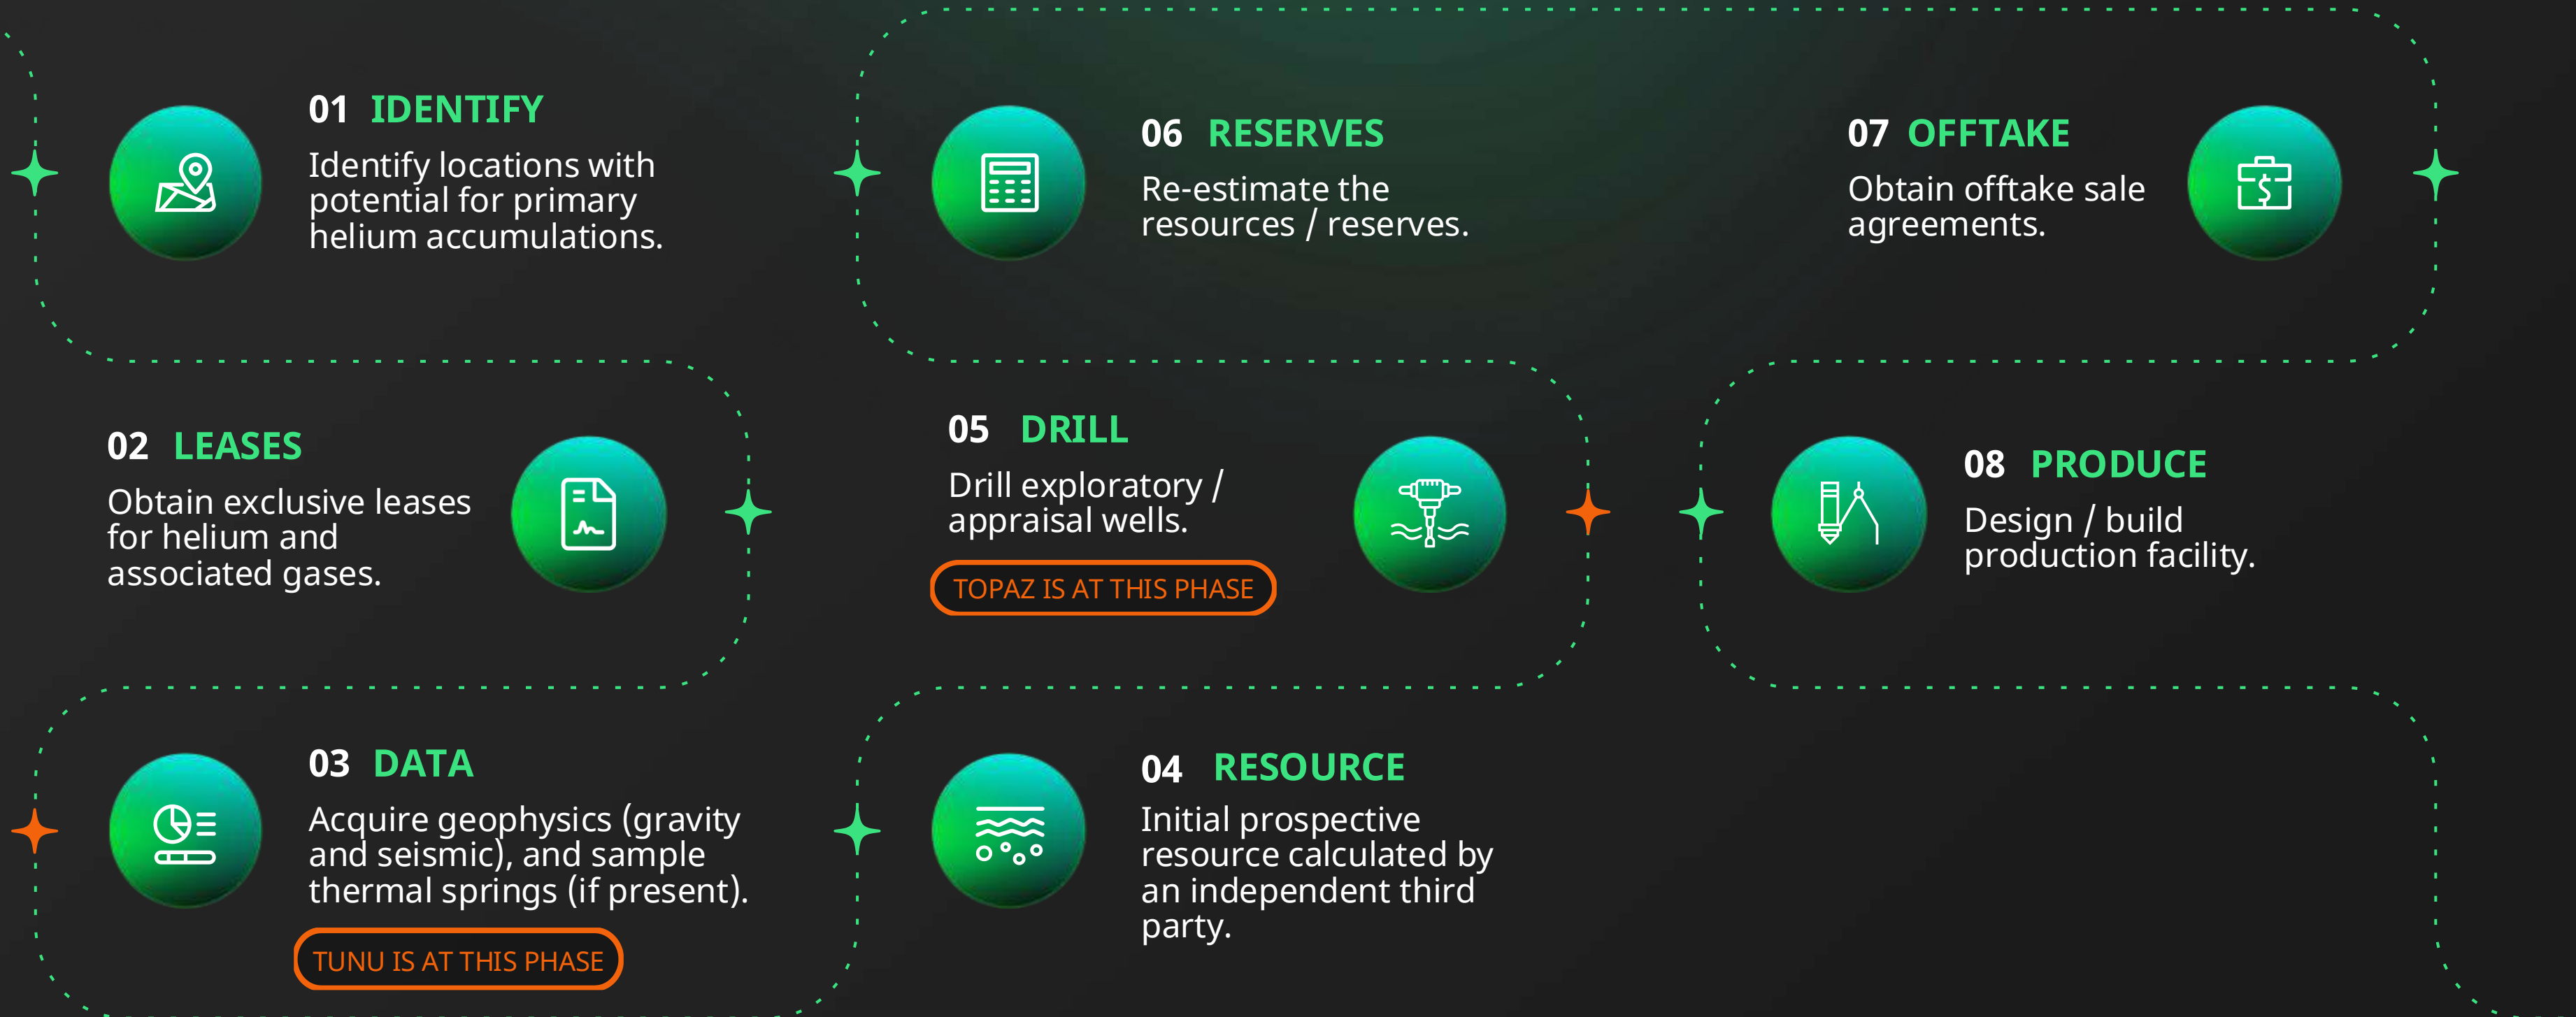 01 IDENTIFY
Identify locations with
potential for primary
helium accumulations.
02 LEASES
Obtain exclusive leases
for helium and
associated gases.
03 DATA
Acquire geophysics (gravity
and seismic), and sample
thermal springs (if present).
TUNU IS AT THIS PHASE
04 RESOURCE
Initial prospective
resource calculated by
an independent third
party.
05 DRILL
Drill exploratory /
appraisal wells.
TOPAZ IS AT THIS PHASE
06 RESERVES
Re-estimate the
resources / reserves.
07 OFFTAKE
Obtain offtake sale
agreements.
08 PRODUCE
Design / build
production facility.